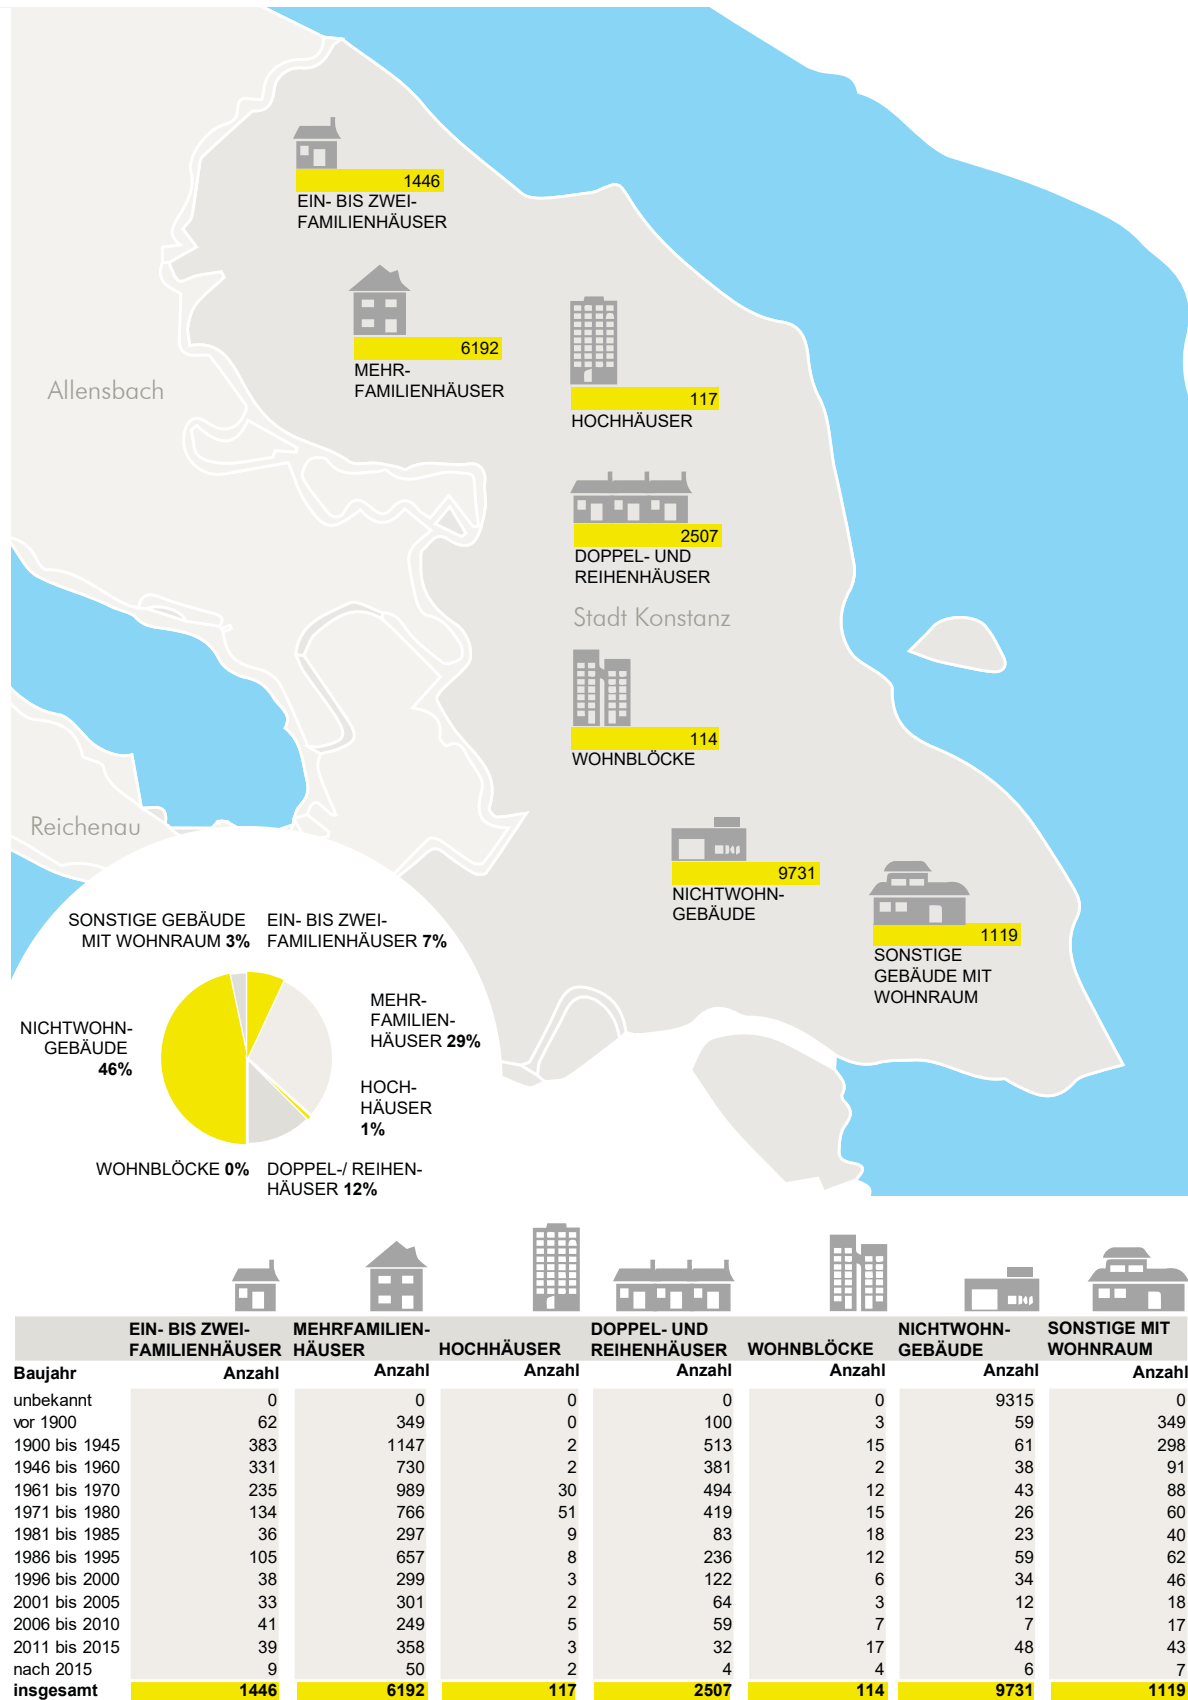 1446
EIN- BIS ZWEI-
FAMILIENHÄUSER
6192
MEHR-
FAMILIENHÄUSER
117
HOCHHÄUSER
Allensbach
2507
DOPPEL- UND
REIHENHÄUSER
Stadt Konstanz
114
WOHNBLÖCKE
Reichenau
9731
NICHTWOHN-
GEBÄUDE
1119
SONSTIGE
GEBÄUDE MIT
WOHNRAUM
SONSTIGE GEBÄUDE
MIT WOHNRAUM 3%
EIN- BIS ZWEI-
FAMILIENHÄUSER 7%
MEHR-
FAMILIEN-
HÄUSER 29%
NICHTWOHN-
GEBÄUDE
46%
HOCH-
HÄUSER
1%
WOHNBLÖCKE 0%
DOPPEL-/ REIHEN-
HÄUSER 12%
EIN- BIS ZWEI- MEHRFAMILIEN- DOPPEL- UND NICHTWOHN- SONSTIGE MIT
FAMILIENHÄUSER HÄUSER HOCHHÄUSER REIHENHÄUSER WOHNBLÖCKE GEBÄUDE WOHNRAUM
Baujahr Anzahl Anzahl Anzahl Anzahl Anzahl Anzahl Anzahl
unbekannt 0 0 0 0 0 9315 0
vor 1900 62 349 0 100 3 59 349
1900 bis 1945 383 1147 2 513 15 61 298
1946 bis 1960 331 730 2 381 2 38 91
1961 bis 1970 235 989 30 494 12 43 88
1971 bis 1980 134 766 51 419 15 26 60
1981 bis 1985 36 297 9 83 18 23 40
1986 bis 1995 105 657 8 236 12 59 62
1996 bis 2000 38 299 3 122 6 34 46
2001 bis 2005 33 301 2 64 3 12 18
2006 bis 2010 41 249 5 59 7 7 17
2011 bis 2015 39 358 3 32 17 48 43
nach 2015 9 50 2 4 4 6 7
insgesamt 1446 6192 117 2507 114 9731 1119